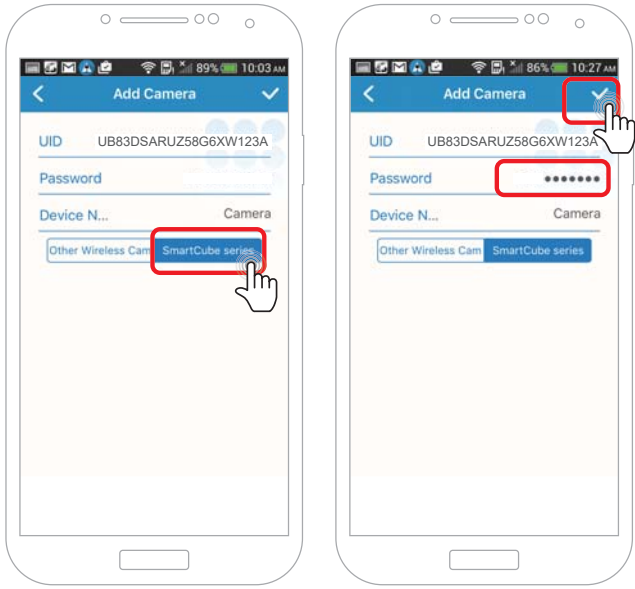 89% 10:03 AM
Add Camera
UID UB83DSARUZ58G6XW123A
Password
Device N... Camera
Other Wireless Cam SmartCube series
86% 10:27 AM
Add Camera
UID UB83DSARUZ58G6XW123A
Password •••••••
Device N... Camera
Other Wireless Cam SmartCube series